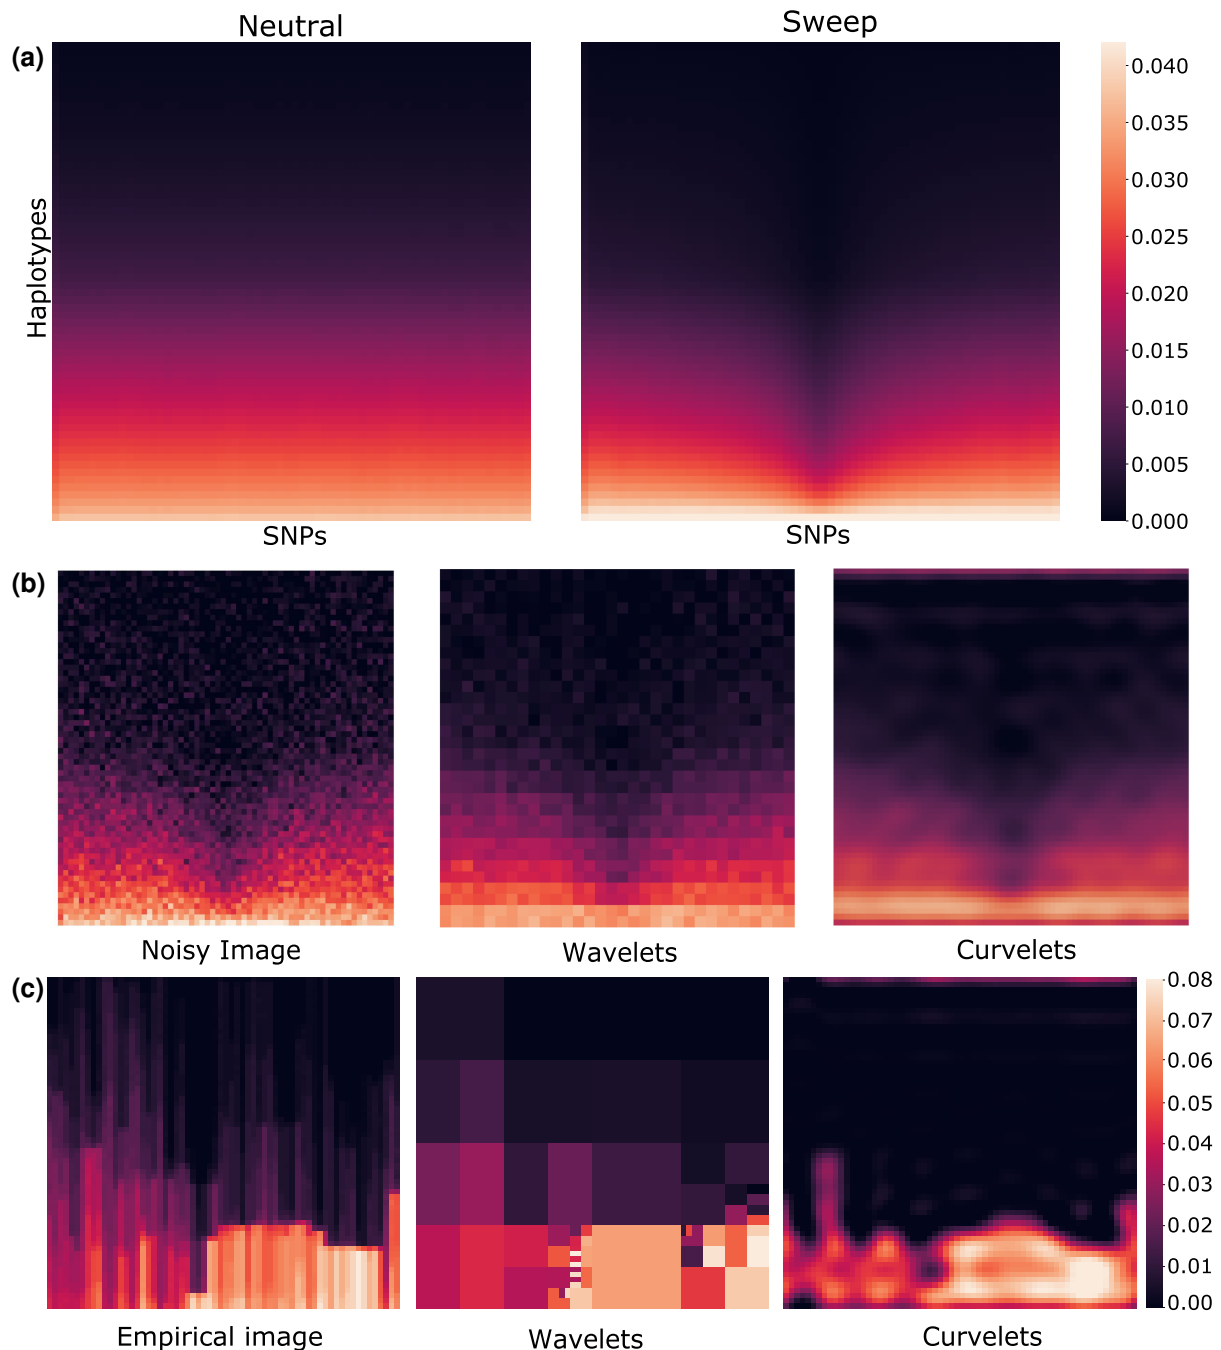 Neutral
Sweep
(a)
Haplotypes
SNPs
SNPs
0.040
0.035
0.030
0.025
0.020
0.015
0.010
0.005
0.000
(b)
Noisy Image
Wavelets
Curvelets
(c)
0.08
0.07
0.06
0.05
0.04
0.03
0.02
0.01
0.00
Empirical image
Wavelets
Curvelets